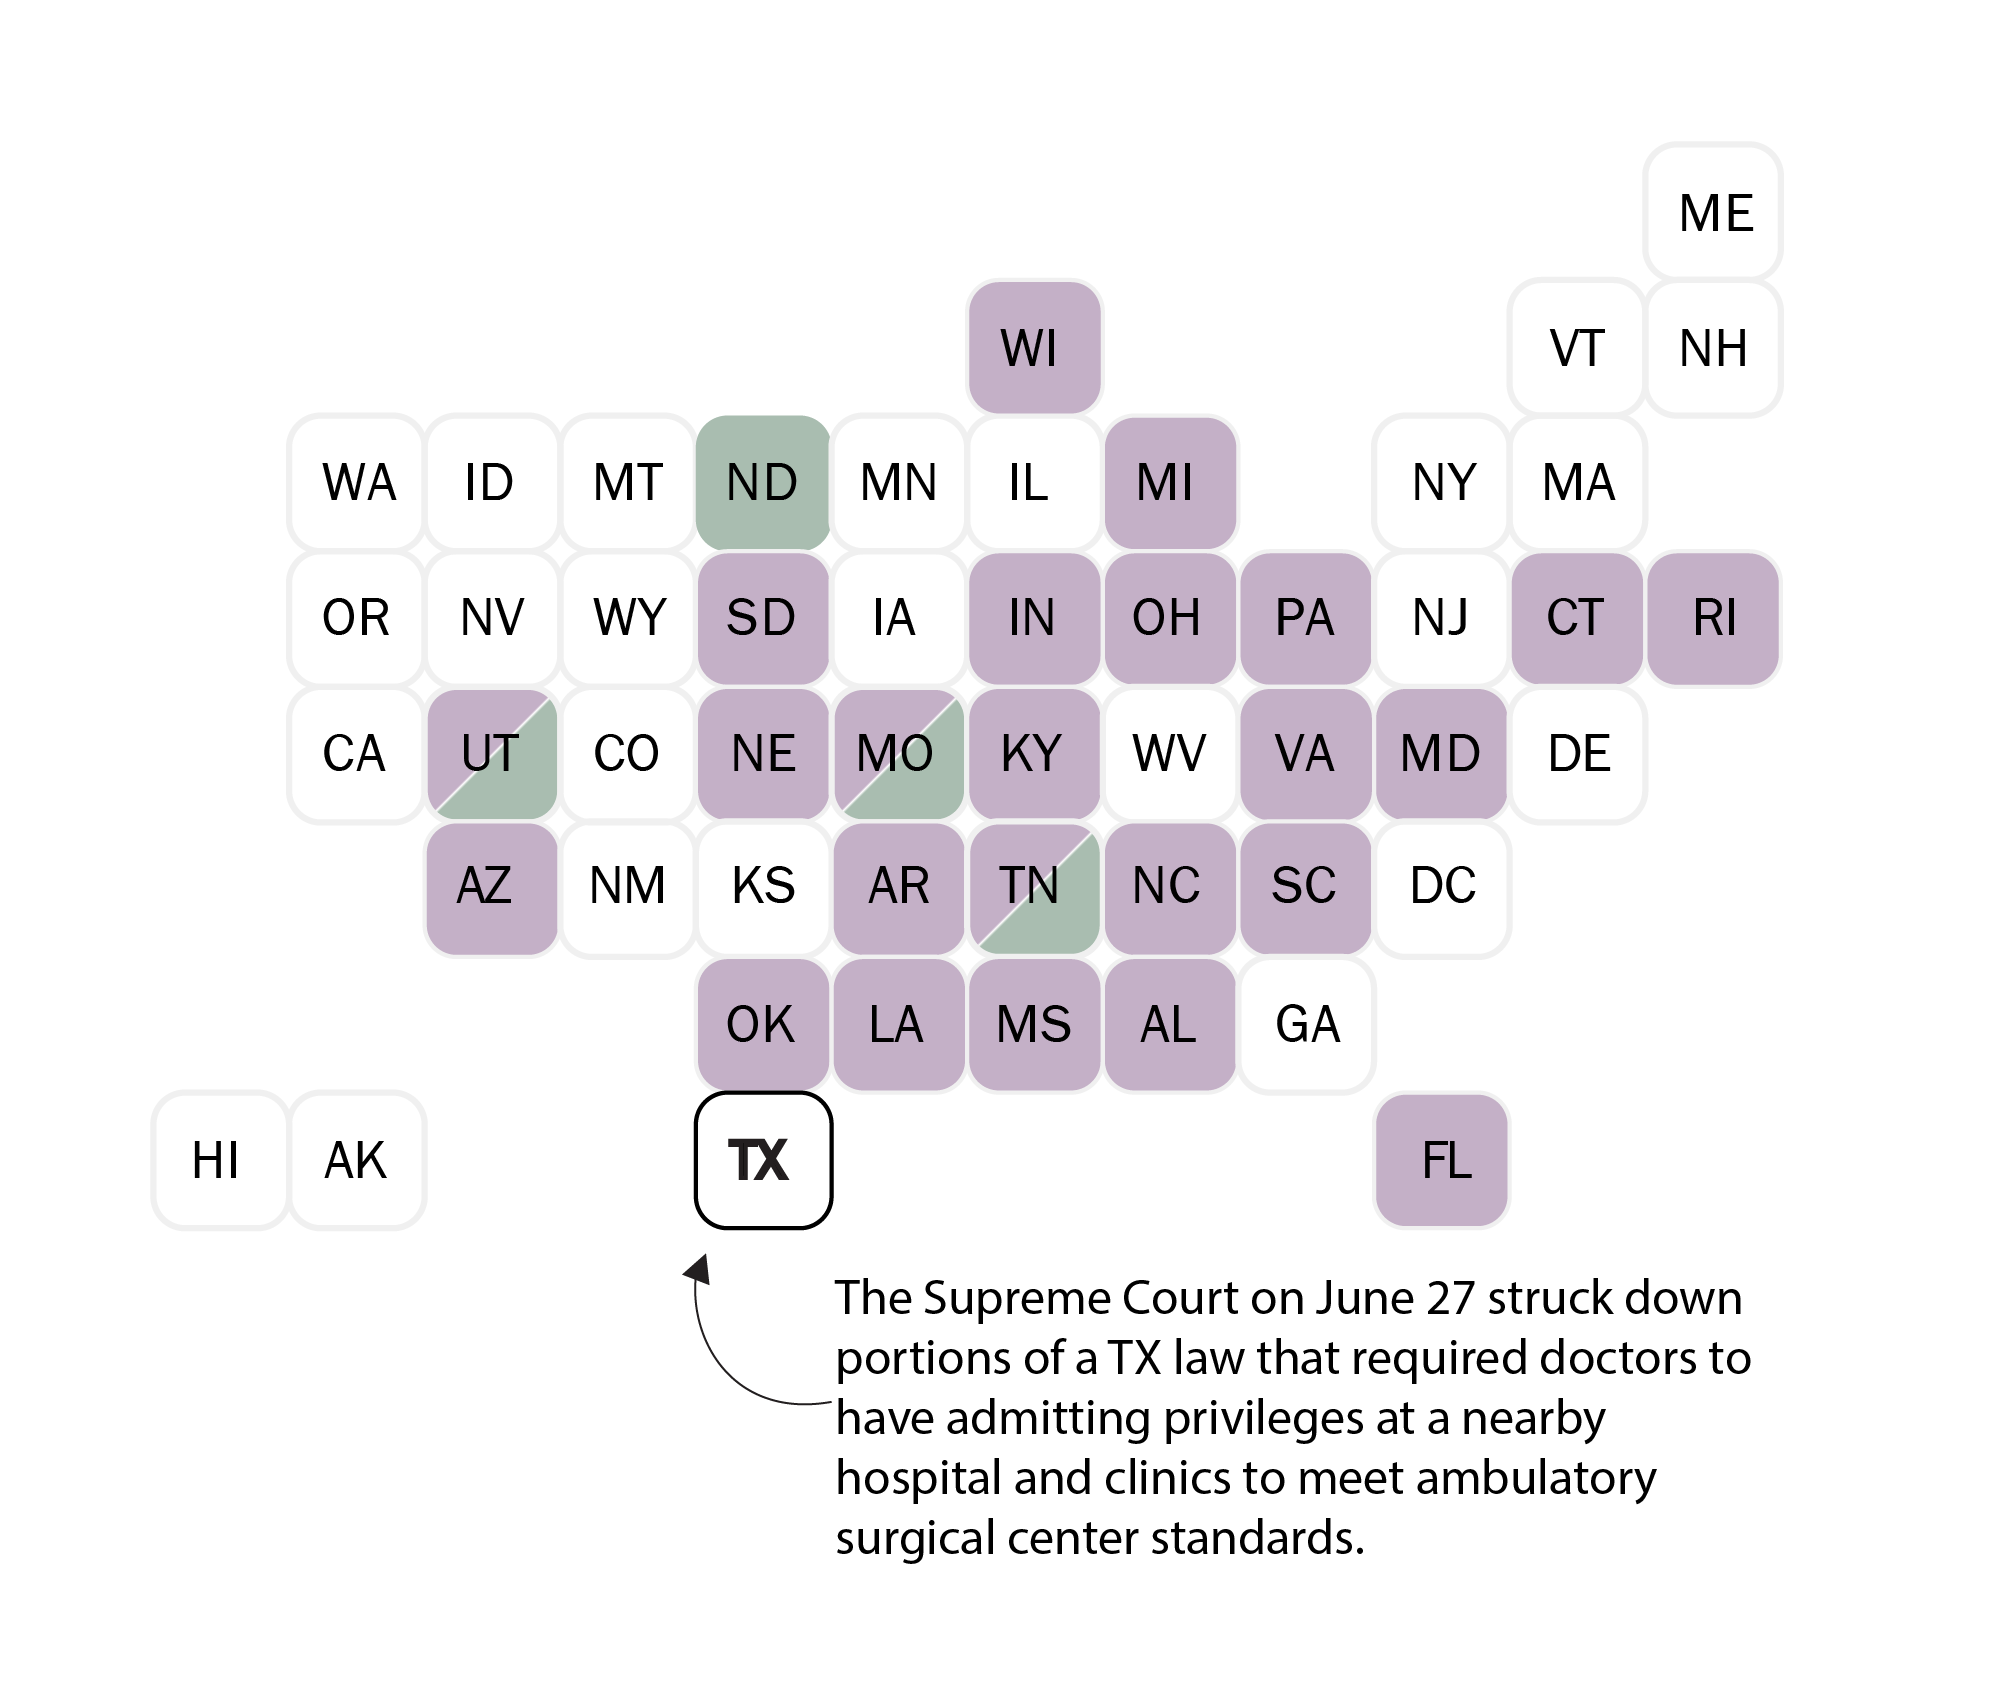 ME
WI VT NH
WA ID MT ND MN IL MI NY MA
OR NV WY SD IA IN OH PA NJ CT RI
CA UT CO NE MO KY WV VA MD DE
AZ NM KS AR TN NC SC DC
OK LA MS AL GA
HI AK TX FL
The Supreme Court on June 27 struck down
portions of a TX law that required doctors to
have admitting privileges at a nearby
hospital and clinics to meet ambulatory
surgical center standards.